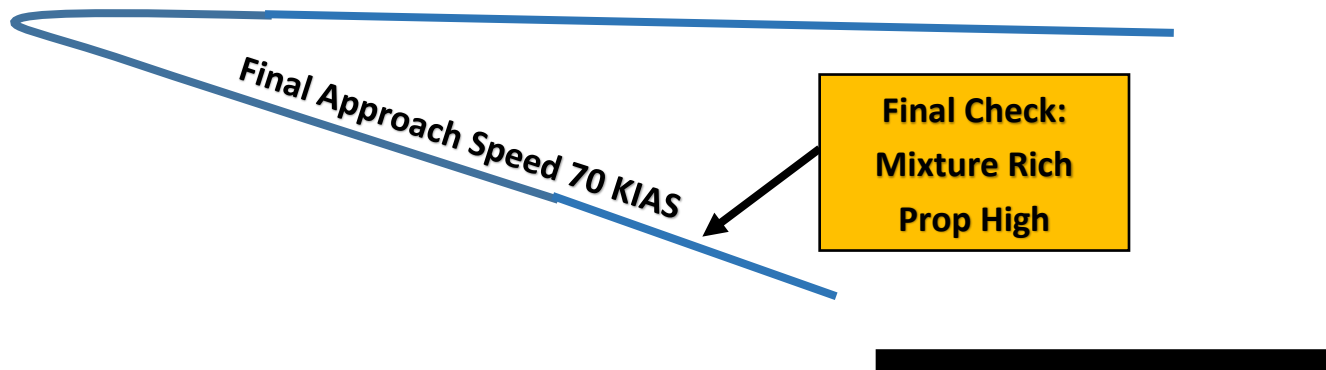 Final Approach Speed 70 KIAS
Final Check:
Mixture Rich
Prop High